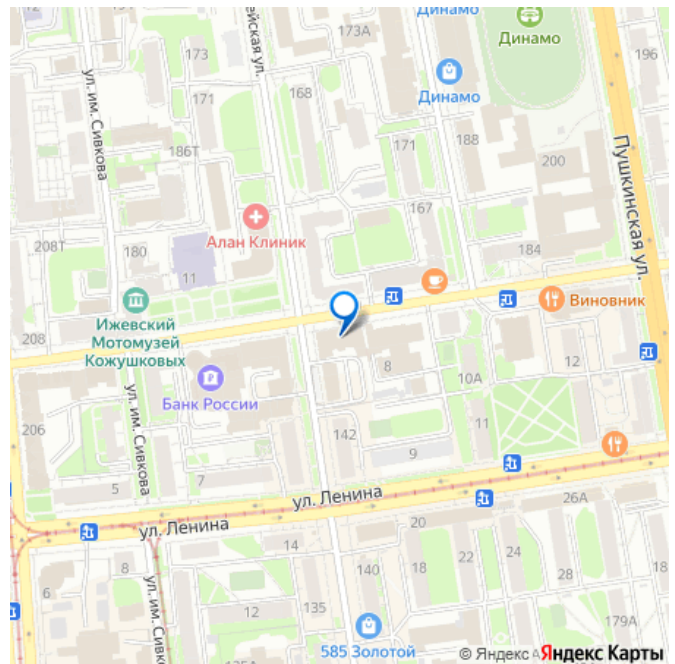 Динамо
Динамо
ейская ул.
173А
173
196
ул. им. Сивкова
Динамо
171
168
186Т
171
188
200
Пушкинская ул.
167
Алан Клиник
208Т
180
11
184
Виновник
Ижевский
Мотомузей
Кожушковых
208
12
8
10А
Банк России
ул. им. Сивкова
206
142
11
9
5
7
ул. Ленина
26А
ул. Ленина
20
14
22
24
8
140
18
28
6
ул. им. Сивкова
12
135
179А
585 Золотой
© Яндекс
Яндекс Карты